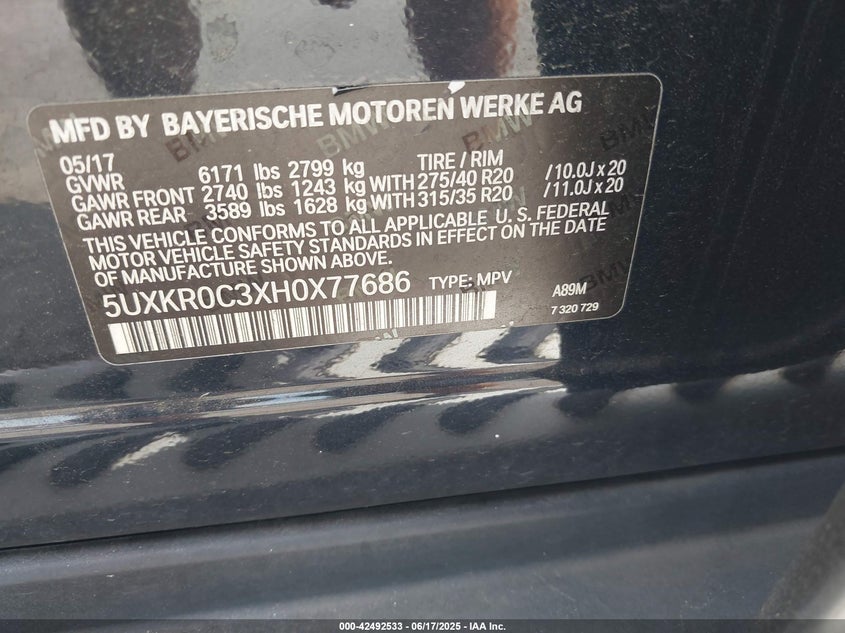 MFD BY BAYERISCHE MOTOREN WERKE AG
05/17 TIRE / RIM
GVWR 6171 lbs 2799 kg
GAWR FRONT 2740 lbs 1243 kg WITH 275/40 R20 /10.0J x 20
GAWR REAR 3589 lbs 1628 kg WITH 315/35 R20 /11.0J x 20
THIS VEHICLE CONFORMS TO ALL APPLICABLE U.S. FEDERAL
MOTOR VEHICLE SAFETY STANDARDS IN EFFECT ON THE DATE
OF MANUFACTURE SHOWN ABOVE.
5UXKR0C3XH0X77686 TYPE: MPV A89M
7 320 729
000-42492533 - 06/17/2025 - IAA Inc.